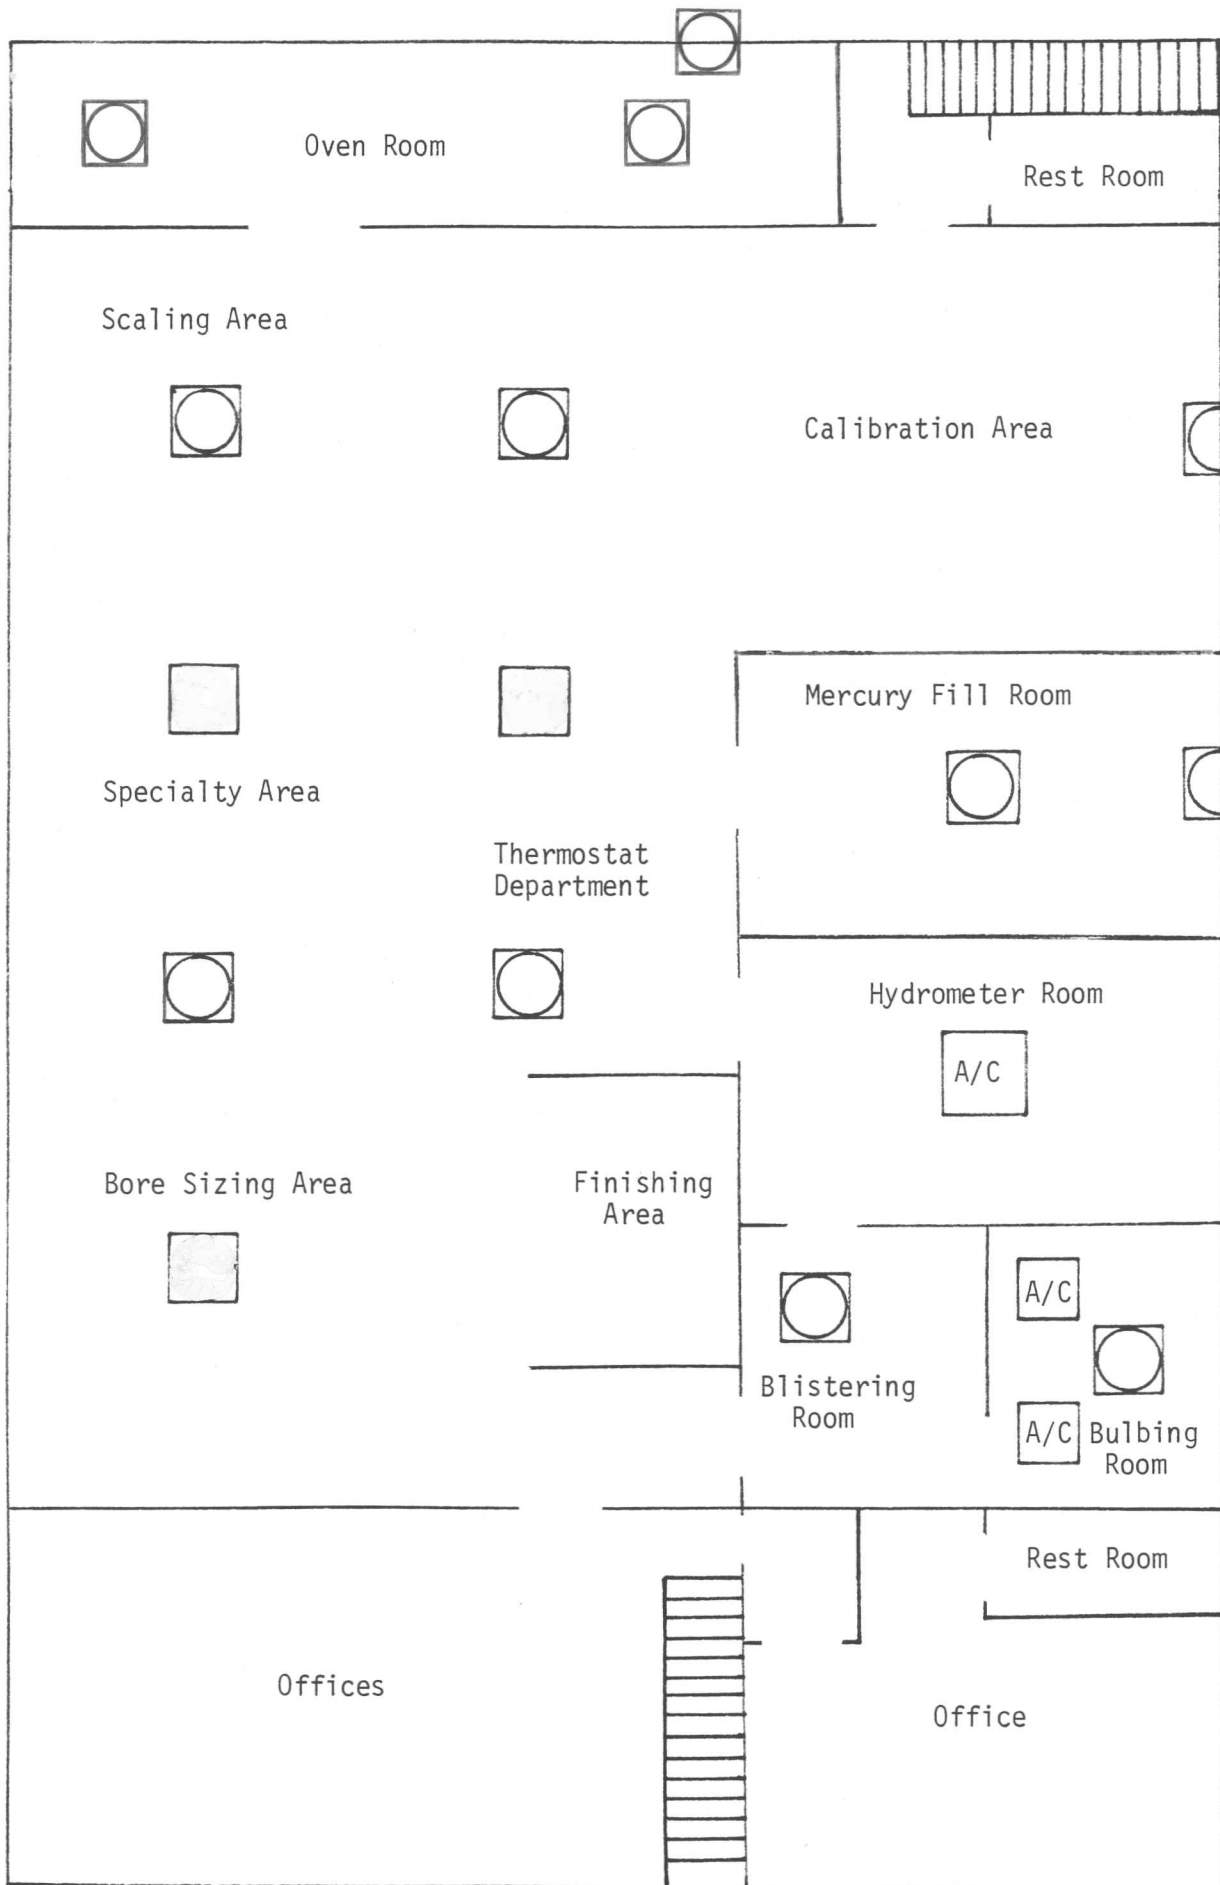 Oven Room
Rest Room
Scaling Area
Calibration Area
Mercury Fill Room
Specialty Area
Thermostat
Department
Hydrometer Room
A/C
Bore Sizing Area
Finishing
Area
A/C
Blistering
Room
A/C
Bulbing
Room
Rest Room
Offices
Office